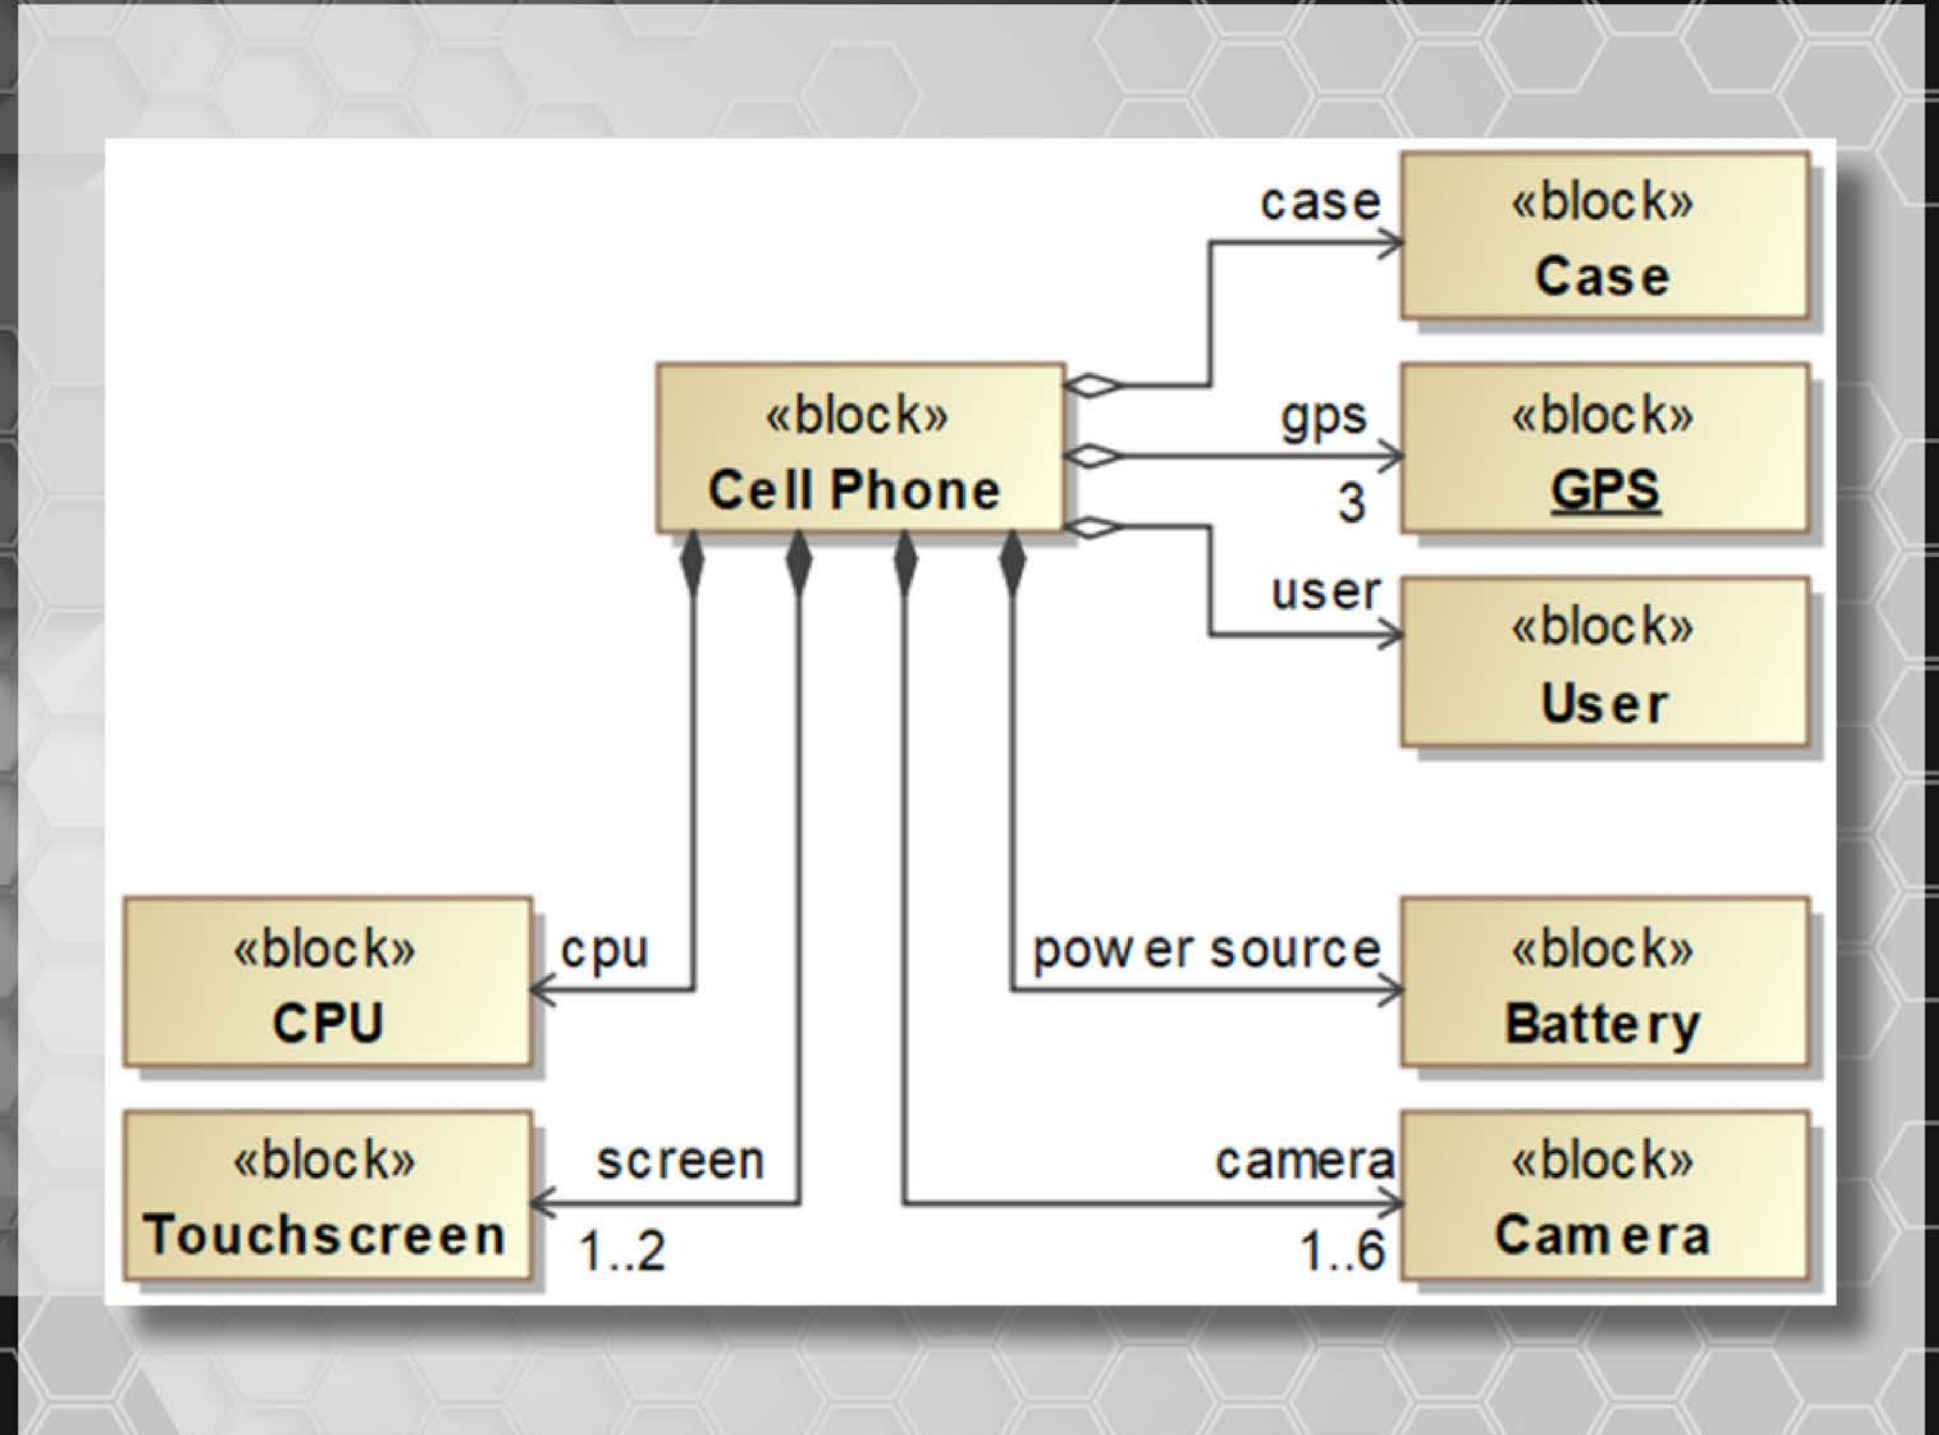 case
«block»
Case
«block»
Cell Phone
gps
3
«block»
GPS
user
«block»
User
«block»
CPU
cpu
power source
«block»
Battery
«block»
Touchscreen
screen
1..2
camera
1..6
«block»
Camera